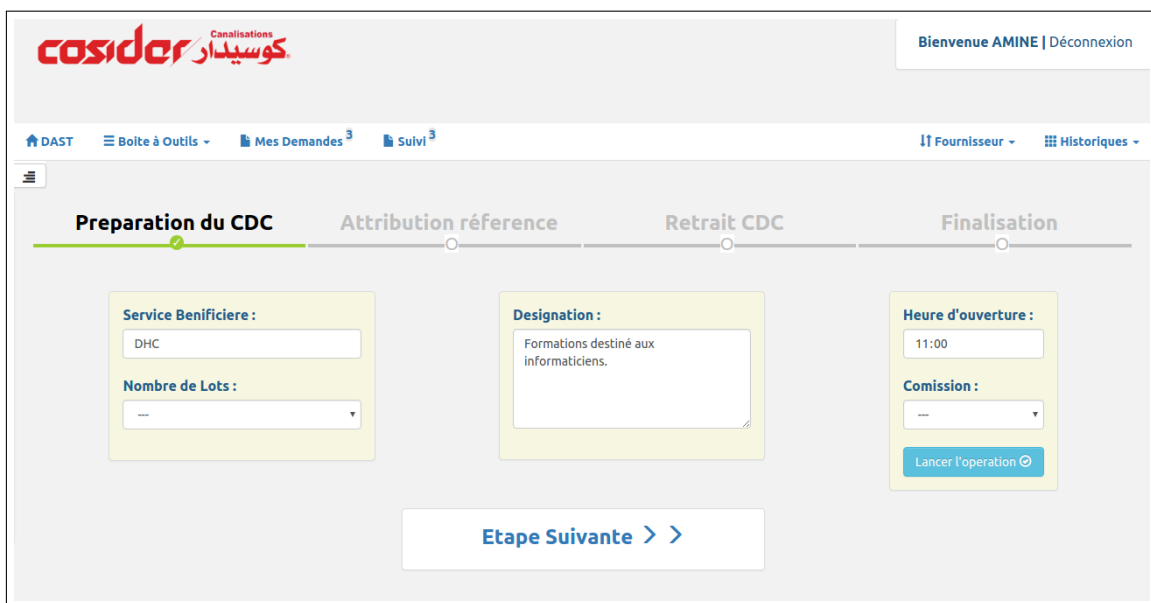 Canalisations
cosider كوسيدار
Bienvenue AMINE | Déconnexion
DAST Boite à Outils Mes Demandes 3 Suivi 3 Fournisseur Historiques
Preparation du CDC Attribution réference Retrait CDC Finalisation
Service Benificiere : Designation : Heure d'ouverture :
DHC Formations destiné aux 11:00
informaticiens.
Nombre de Lots : Comission :
--- ---
Lancer l'operation
Etape Suivante > >